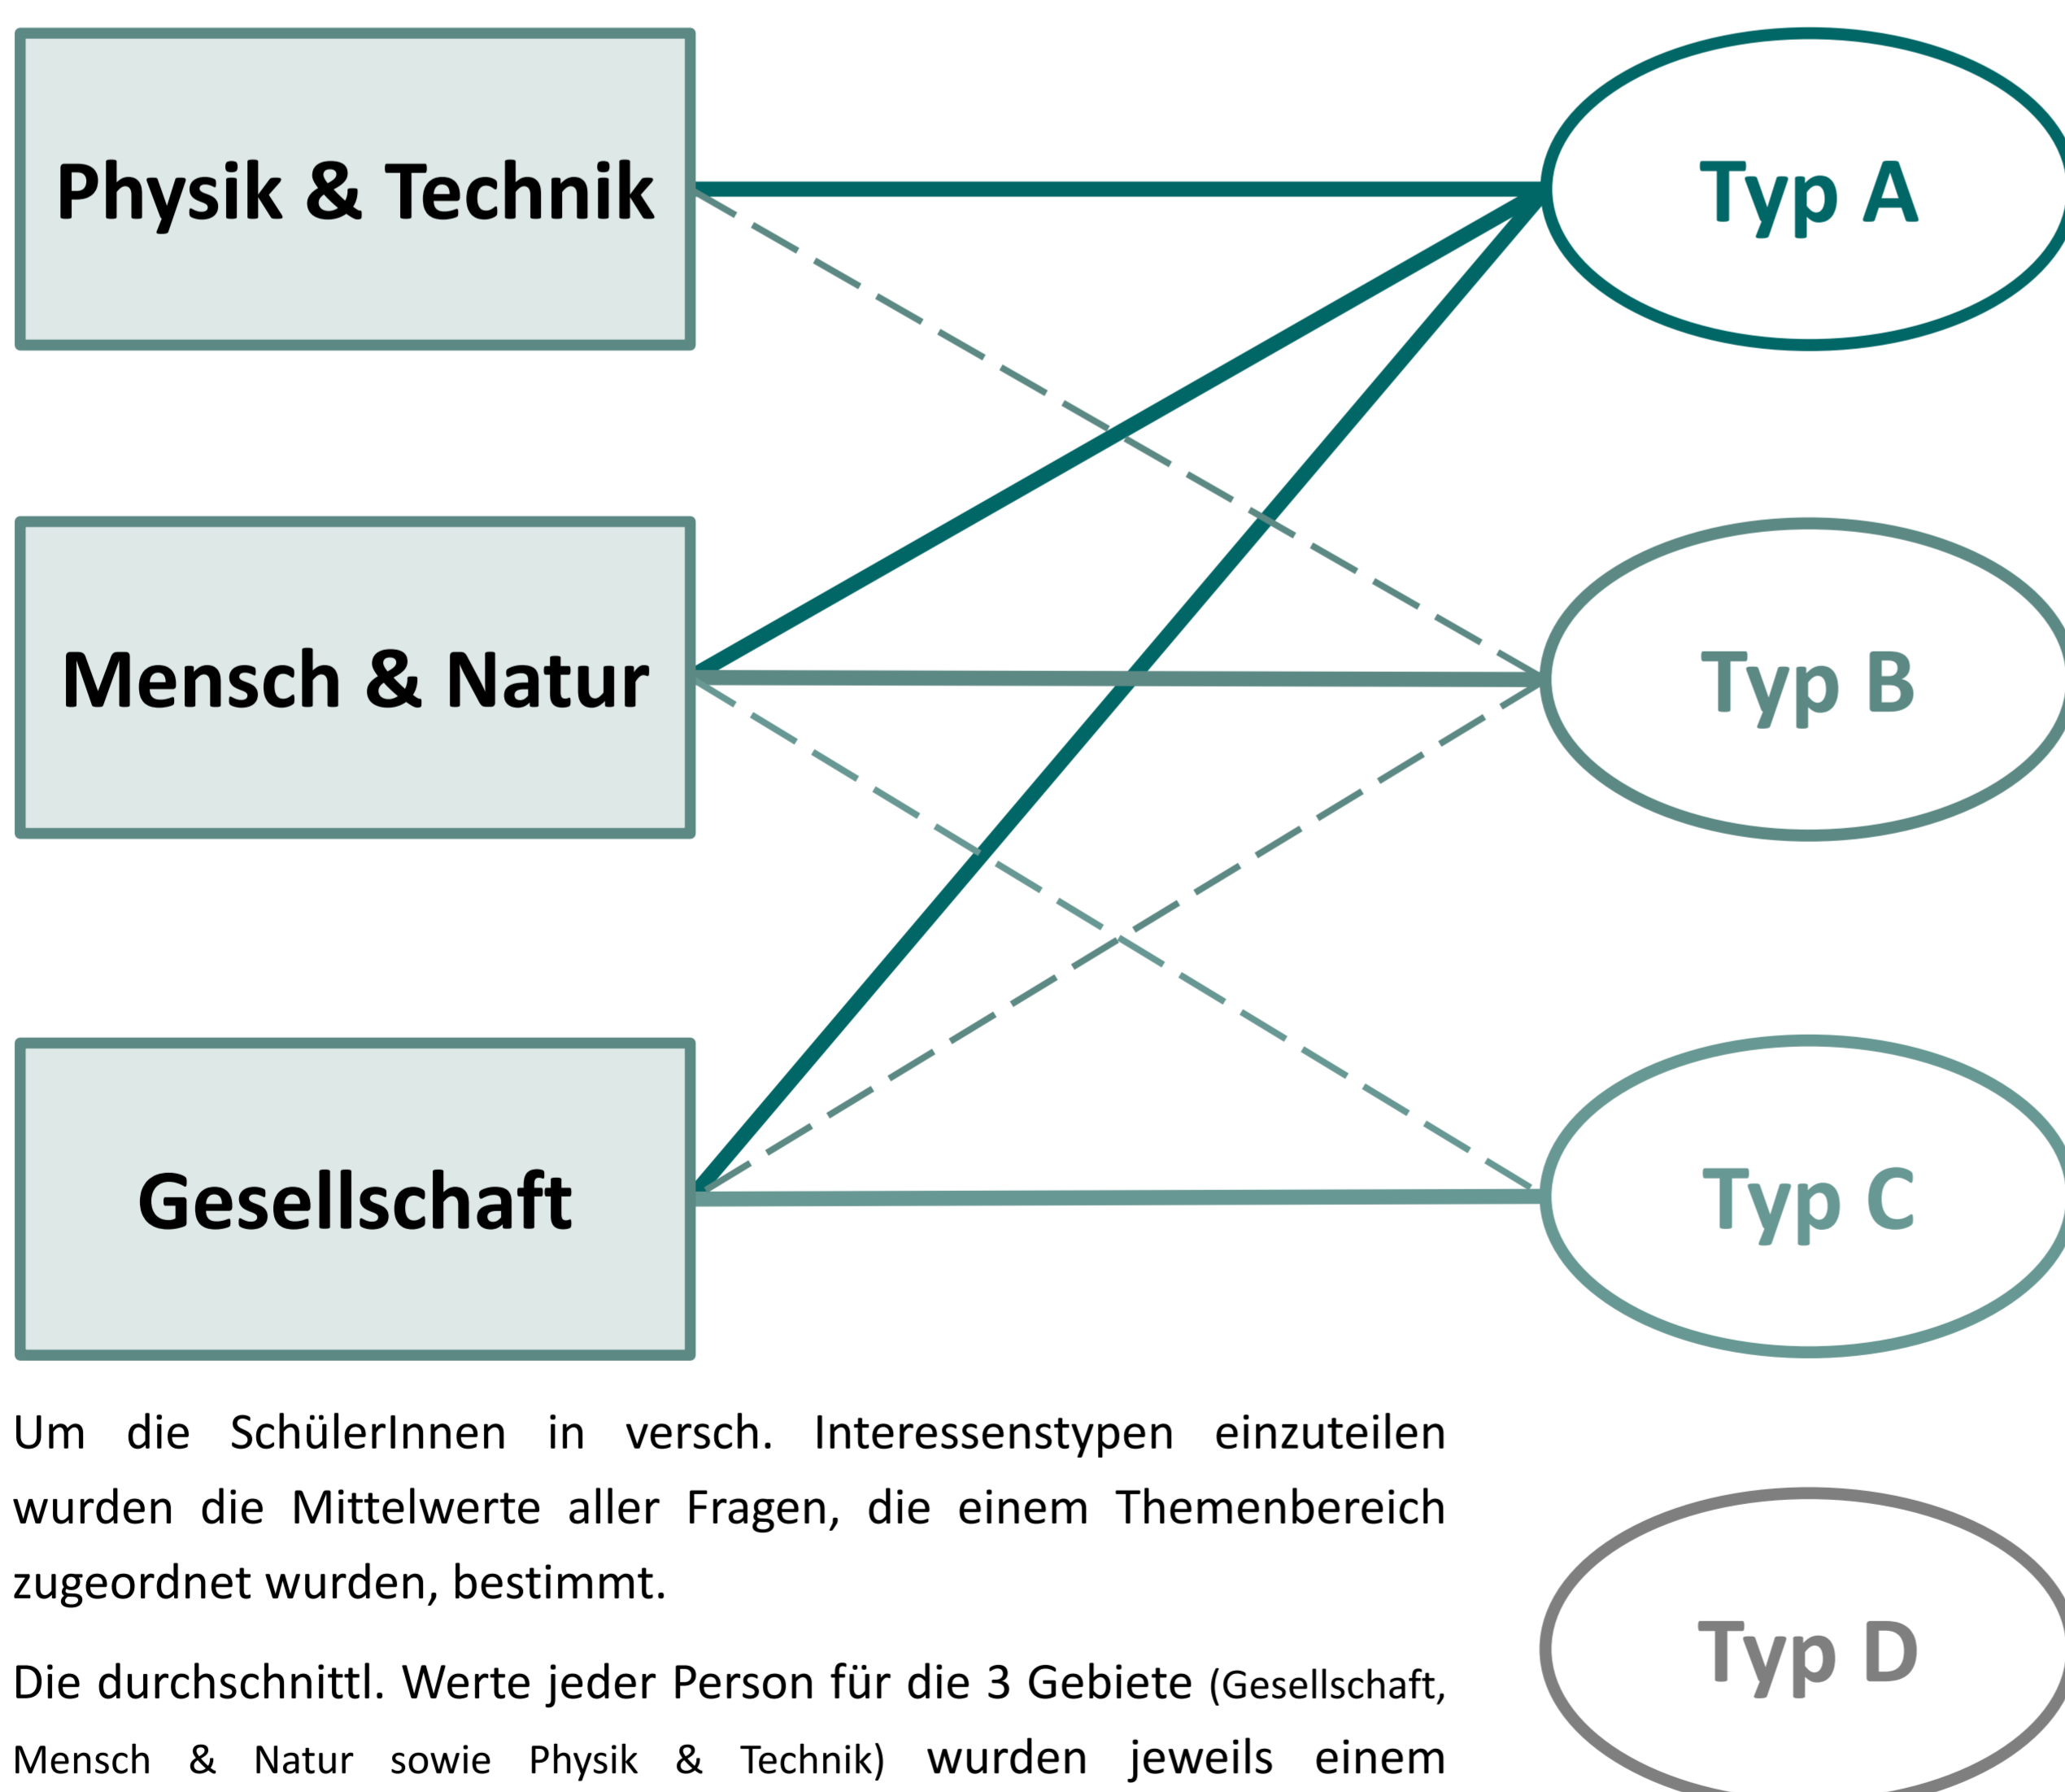 Physik & Technik
Typ A
Mensch & Natur
Typ B
Gesellschaft
Typ C
Um die SchülerInnen in versch. Interessenstypen einzuteilen
wurden die Mittelwerte aller Fragen, die einem Themenbereich
zugeordnet wurden, bestimmt.
Die durchschnittl. Werte jeder Person für die 3 Gebiete (Gesellschaft,
Mensch & Natur sowie Physik & Technik) wurden jeweils einem
Typ D